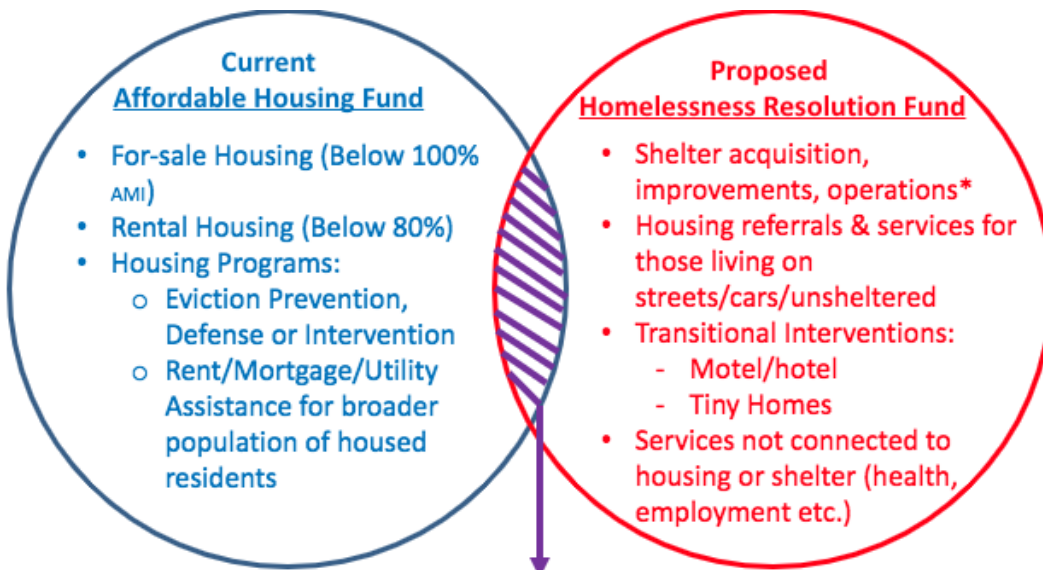 Current
Affordable Housing Fund
• For-sale Housing (Below 100%
AMI)
• Rental Housing (Below 80%)
• Housing Programs:
o Eviction Prevention,
Defense or Intervention
o Rent/Mortgage/Utility
Assistance for broader
population of housed
residents
Proposed
Homelessness Resolution Fund
• Shelter acquisition,
improvements, operations*
• Housing referrals & services for
those living on
streets/cars/unsheltered
• Transitional Interventions:
- Motel/hotel
- Tiny Homes
• Services not connected to
housing or shelter (health,
employment etc.)